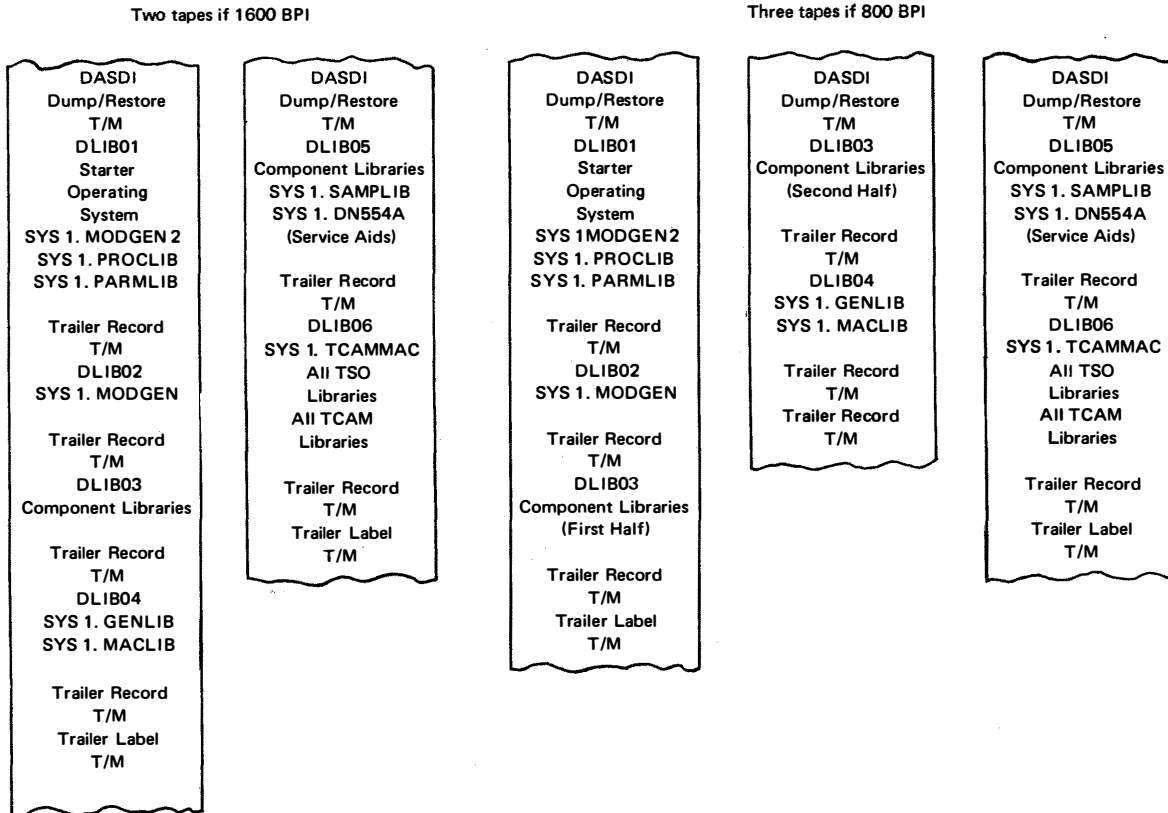 Two tapes if 1600 BPI
DASDI
Dump/Restore
T/M
DLIB01
Starter
Operating
System
SYS 1. MODGEN 2
SYS 1. PROCLIB
SYS 1. PARMLIB
Trailer Record
T/M
DLIB02
SYS 1. MODGEN
Trailer Record
T/M
DLIB03
Component Libraries
Trailer Record
T/M
DLIB04
SYS 1. GENLIB
SYS 1. MACLIB
Trailer Record
T/M
Trailer Label
T/M
DASDI
Dump/Restore
T/M
DLIB05
Component Libraries
SYS 1. SAMPLIB
SYS 1. DN554A
(Service Aids)
Trailer Record
T/M
DLIB06
SYS 1. TCAMMAC
All TSO
Libraries
All TCAM
Libraries
Trailer Record
T/M
Trailer Label
T/M
Three tapes if 800 BPI
DASDI
Dump/Restore
T/M
DLIB01
Starter
Operating
System
SYS 1MODGEN2
SYS 1. PROCLIB
SYS 1. PARMLIB
Trailer Record
T/M
DLIB02
SYS 1. MODGEN
Trailer Record
T/M
DLIB03
Component Libraries
(First Half)
Trailer Record
T/M
Trailer Label
T/M
DASDI
Dump/Restore
T/M
DLIB03
Component Libraries
(Second Half)
Trailer Record
T/M
DLIB04
SYS 1. GENLIB
SYS 1. MACLIB
Trailer Record
T/M
Trailer Record
T/M
DASDI
Dump/Restore
T/M
DLIB05
Component Libraries
SYS 1. SAMPLIB
SYS 1. DN554A
(Service Aids)
Trailer Record
T/M
DLIB06
SYS 1. TCAMMAC
All TSO
Libraries
All TCAM
Libraries
Trailer Record
T/M
Trailer Label
T/M